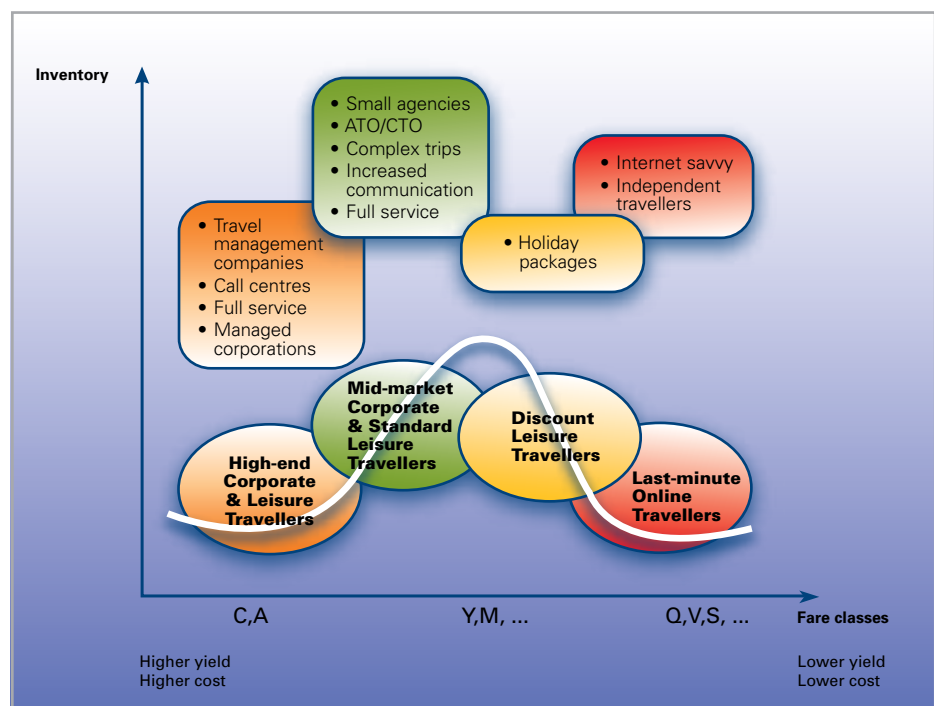 Inventory
• Small agencies
• ATO/CTO
• Complex trips
• Increased
communication
• Full service
• Internet savvy
• Independent
travellers
• Travel
management
companies
• Call centres
• Full service
• Managed
corporations
• Holiday
packages
Mid-market
Corporate
& Standard
Leisure
Travellers
Discount
Leisure
Travellers
High-end
Corporate
& Leisure
Travellers
Last-minute
Online
Travellers
C,A
Y,M, ...
Q,V,S, ...
Fare classes
Higher yield
Higher cost
Lower yield
Lower cost